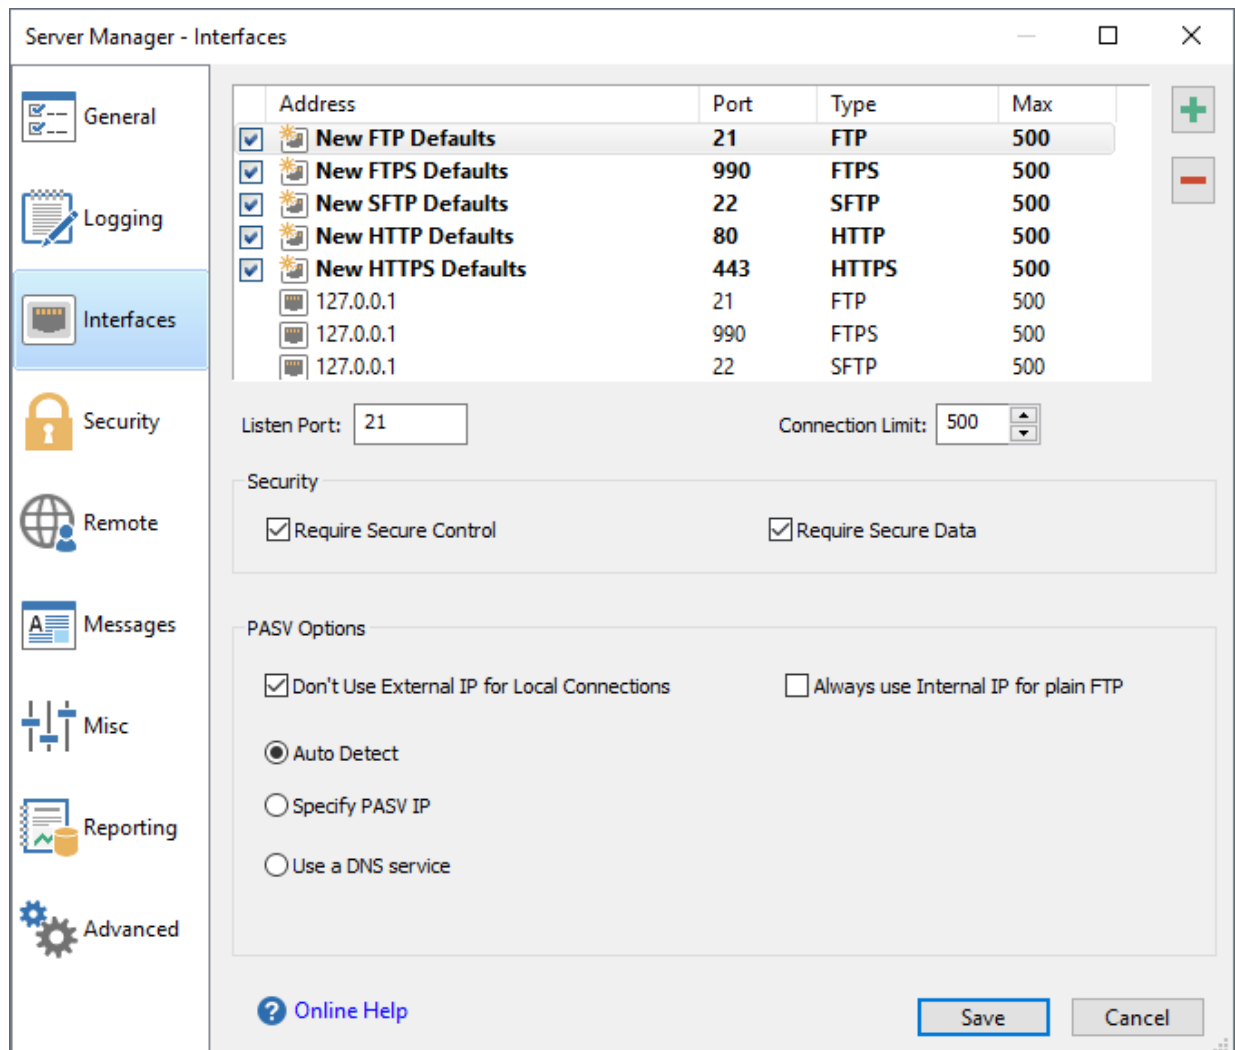 Server Manager - Interfaces
General
Logging
Interfaces
Security
Remote
Messages
Misc
Reporting
Advanced
Address Port Type Max
New FTP Defaults 21 FTP 500
New FTPS Defaults 990 FTPS 500
New SFTP Defaults 22 SFTP 500
New HTTP Defaults 80 HTTP 500
New HTTPS Defaults 443 HTTPS 500
127.0.0.1 21 FTP 500
127.0.0.1 990 FTPS 500
127.0.0.1 22 SFTP 500
Listen Port: 21 Connection Limit: 500
Security
Require Secure Control Require Secure Data
PASV Options
Don't Use External IP for Local Connections Always use Internal IP for plain FTP
Auto Detect
Specify PASV IP
Use a DNS service
Online Help Save Cancel